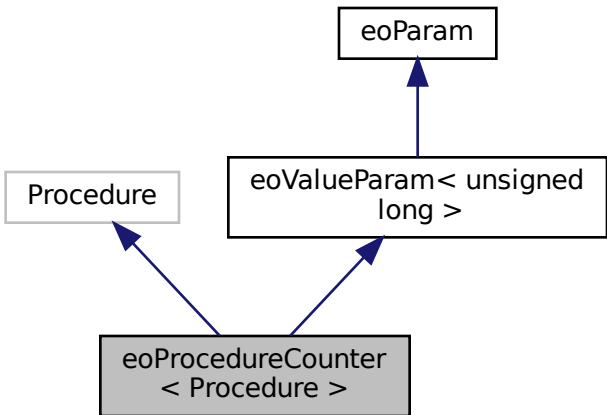 eoParam
Procedure
eoValueParam< unsigned
long >
eoProcedureCounter
< Procedure >